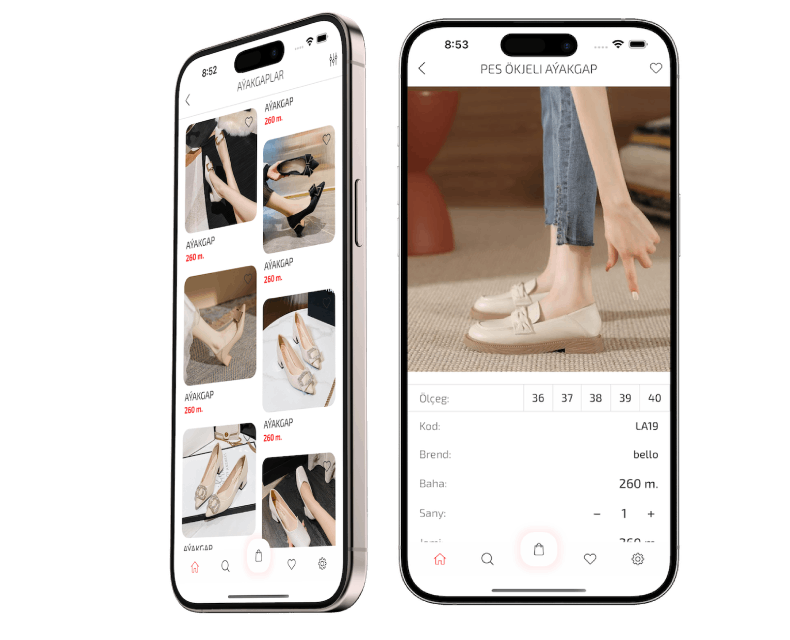 8:52
AÝAKGAPLAR
AÝAKGAP
260 m.
AÝAKGAP
260 m.
AÝAKGAP
260 m.
AÝAKGAP
260 m.
AÝAKGAP
260 m.
AÝAKGAP
8:53
PES ÖKJELI AÝAKGAP
Ölçeg: 36 37 38 39 40
Kod: LA19
Brend: bello
Baha: 260 m.
Sany: − 1 +
Jemi 260 m.